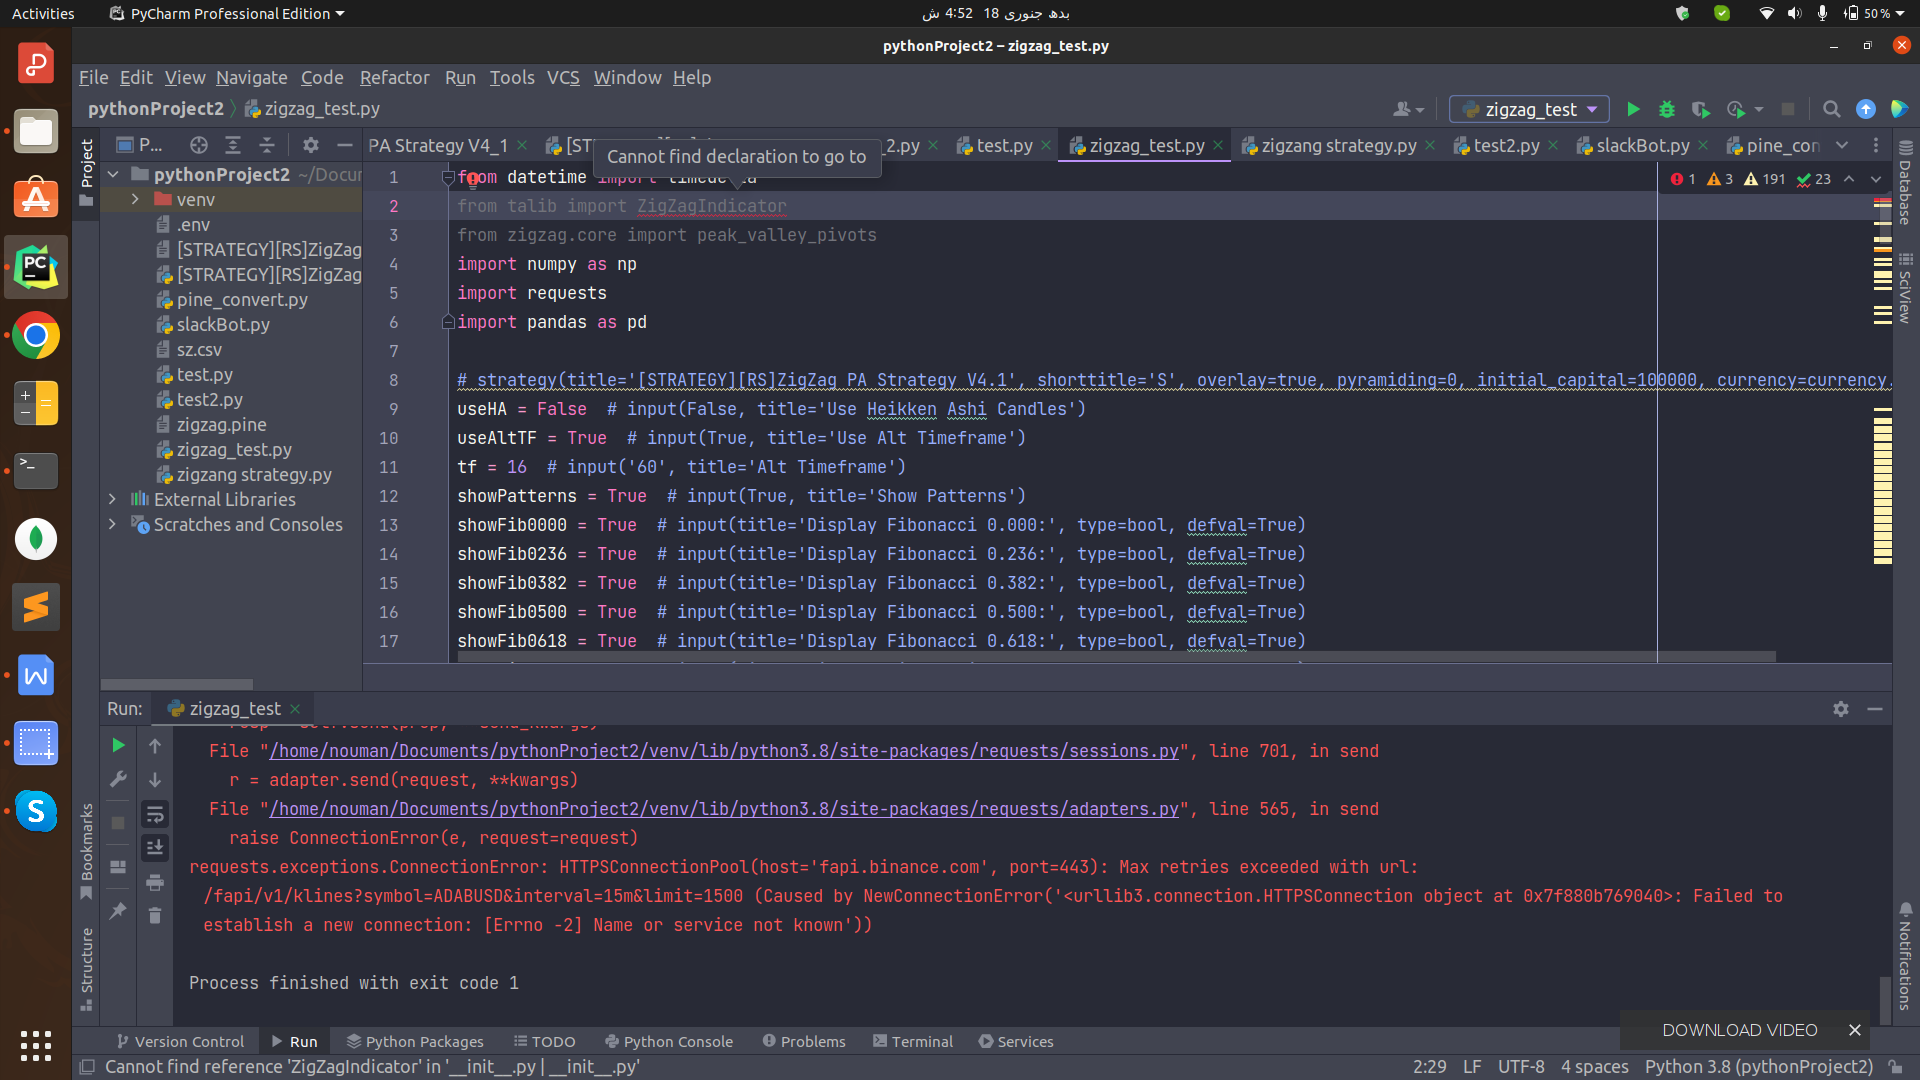 Activities
PyCharm Professional Edition
بدھ جنوری 18  4:52 ش
50 %
pythonProject2 – zigzag_test.py
File Edit View Navigate Code Refactor Run Tools VCS Window Help
pythonProject2 zigzag_test.py
zigzag_test
Project
P...
PA Strategy V4_1
[ST
_2.py
test.py
zigzag_test.py
zigzang strategy.py
test2.py
slackBot.py
pine_con
Cannot find declaration to go to
pythonProject2 ~/Docu
venv
.env
[STRATEGY][RS]ZigZag
[STRATEGY][RS]ZigZag
pine_convert.py
slackBot.py
sz.csv
test.py
test2.py
zigzag.pine
zigzag_test.py
zigzang strategy.py
External Libraries
Scratches and Consoles
1 3 191 23
1 from datetime import
2 from talib import ZigZagIndicator
3 from zigzag.core import peak_valley_pivots
4 import numpy as np
5 import requests
6 import pandas as pd
7
8 # strategy(title='[STRATEGY][RS]ZigZag PA Strategy V4.1', shorttitle='S', overlay=true, pyramiding=0, initial_capital=100000, currency=currency.
9 useHA = False  # input(False, title='Use Heikken Ashi Candles')
10 useAltTF = True  # input(True, title='Use Alt Timeframe')
11 tf = 16  # input('60', title='Alt Timeframe')
12 showPatterns = True  # input(True, title='Show Patterns')
13 showFib0000 = True  # input(title='Display Fibonacci 0.000:', type=bool, defval=True)
14 showFib0236 = True  # input(title='Display Fibonacci 0.236:', type=bool, defval=True)
15 showFib0382 = True  # input(title='Display Fibonacci 0.382:', type=bool, defval=True)
16 showFib0500 = True  # input(title='Display Fibonacci 0.500:', type=bool, defval=True)
17 showFib0618 = True  # input(title='Display Fibonacci 0.618:', type=bool, defval=True)
Database
SciView
Notifications
Bookmarks
Structure
Run: zigzag_test
File "/home/nouman/Documents/pythonProject2/venv/lib/python3.8/site-packages/requests/sessions.py", line 701, in send
r = adapter.send(request, **kwargs)
File "/home/nouman/Documents/pythonProject2/venv/lib/python3.8/site-packages/requests/adapters.py", line 565, in send
raise ConnectionError(e, request=request)
requests.exceptions.ConnectionError: HTTPSConnectionPool(host='fapi.binance.com', port=443): Max retries exceeded with url:
/fapi/v1/klines?symbol=ADABUSD&interval=15m&limit=1500 (Caused by NewConnectionError('<urllib3.connection.HTTPSConnection object at 0x7f880b769040>: Failed to
establish a new connection: [Errno -2] Name or service not known'))
Process finished with exit code 1
DOWNLOAD VIDEO
Version Control Run Python Packages TODO Python Console Problems Terminal Services
Cannot find reference 'ZigZagIndicator' in '__init__.py | __init__.py'
2:29 LF UTF-8 4 spaces Python 3.8 (pythonProject2)